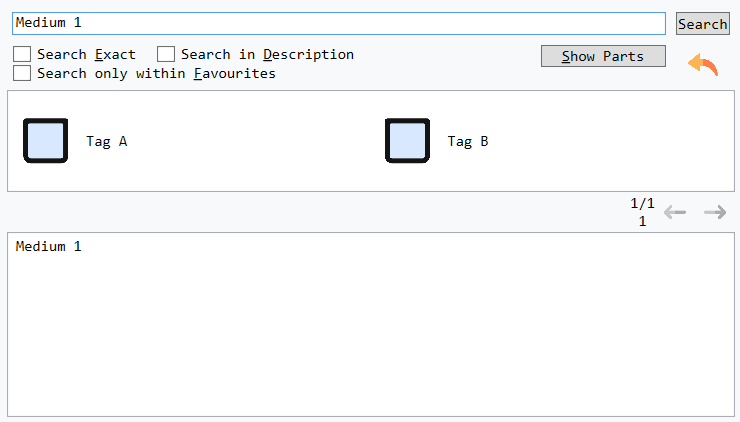 Medium 1 Search
Search Exact Search in Description Show Parts
Search only within Favourites
Tag A Tag B
1/1
1
Medium 1